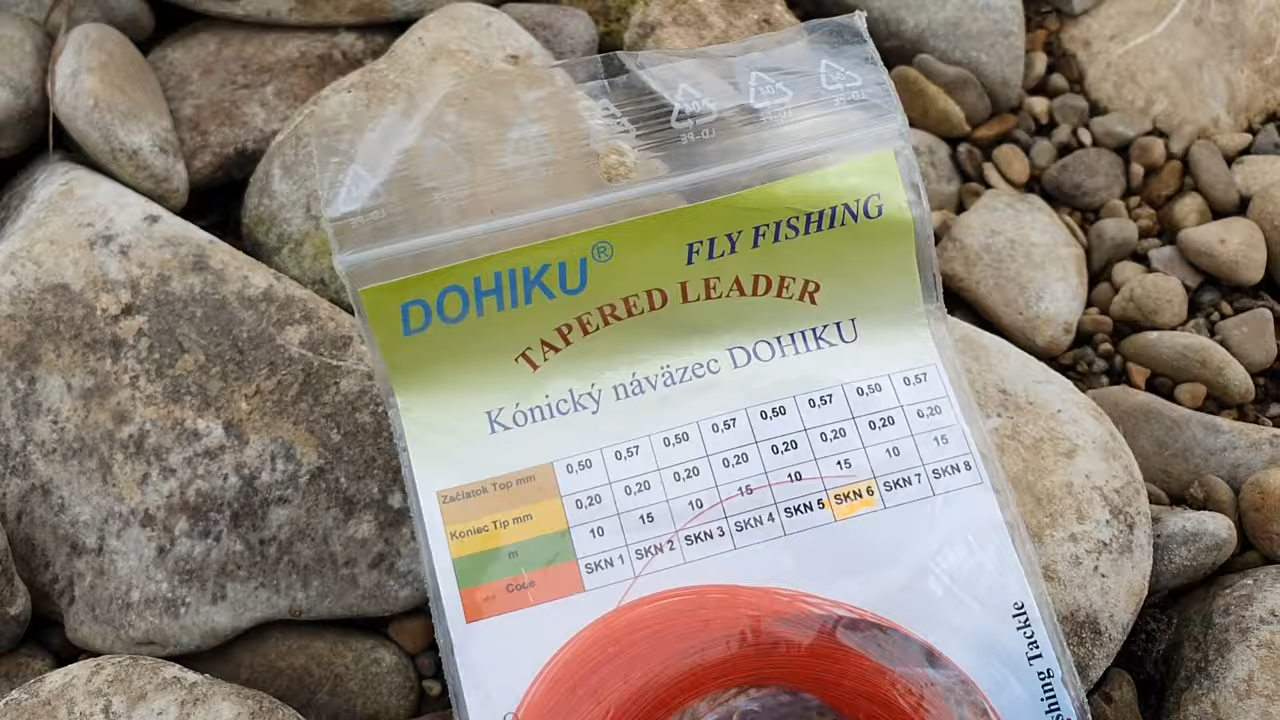 DOHIKU®
FLY FISHING
TAPERED LEADER
Kónický náväzec DOHIKU
Začiatok Top mm 0,50 0,57 0,50 0,57 0,50 0,57 0,50 0,57
Koniec Tip mm 0,20 0,20 0,20 0,20 0,20 0,20 0,20 0,20
m 10 15 10 15 10 15 10 15
Code SKN 1 SKN 2 SKN 3 SKN 4 SKN 5 SKN 6 SKN 7 SKN 8
shing Tackle